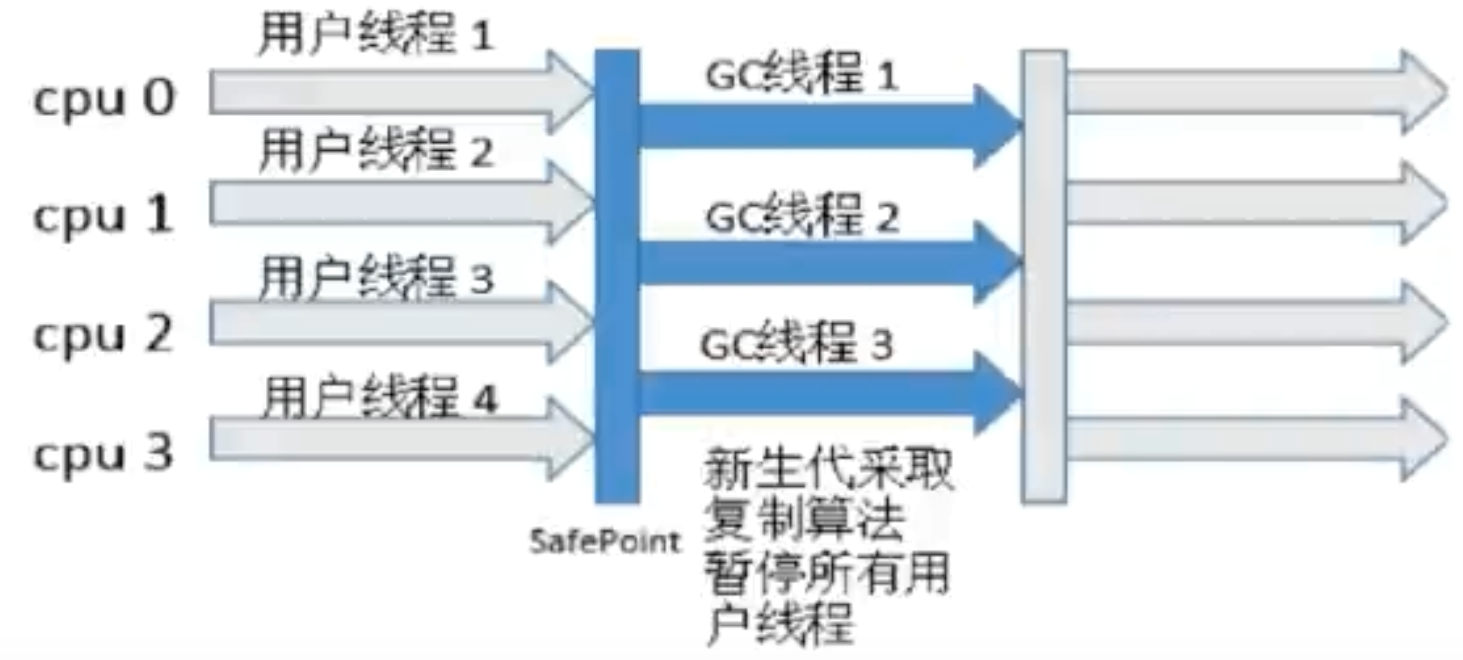 用户线程 1
cpu 0
GC线程 1
用户线程 2
cpu 1
GC线程 2
用户线程 3
cpu 2
GC线程 3
用户线程 4
cpu 3
SafePoint
新生代采取
复制算法
暂停所有用
户线程